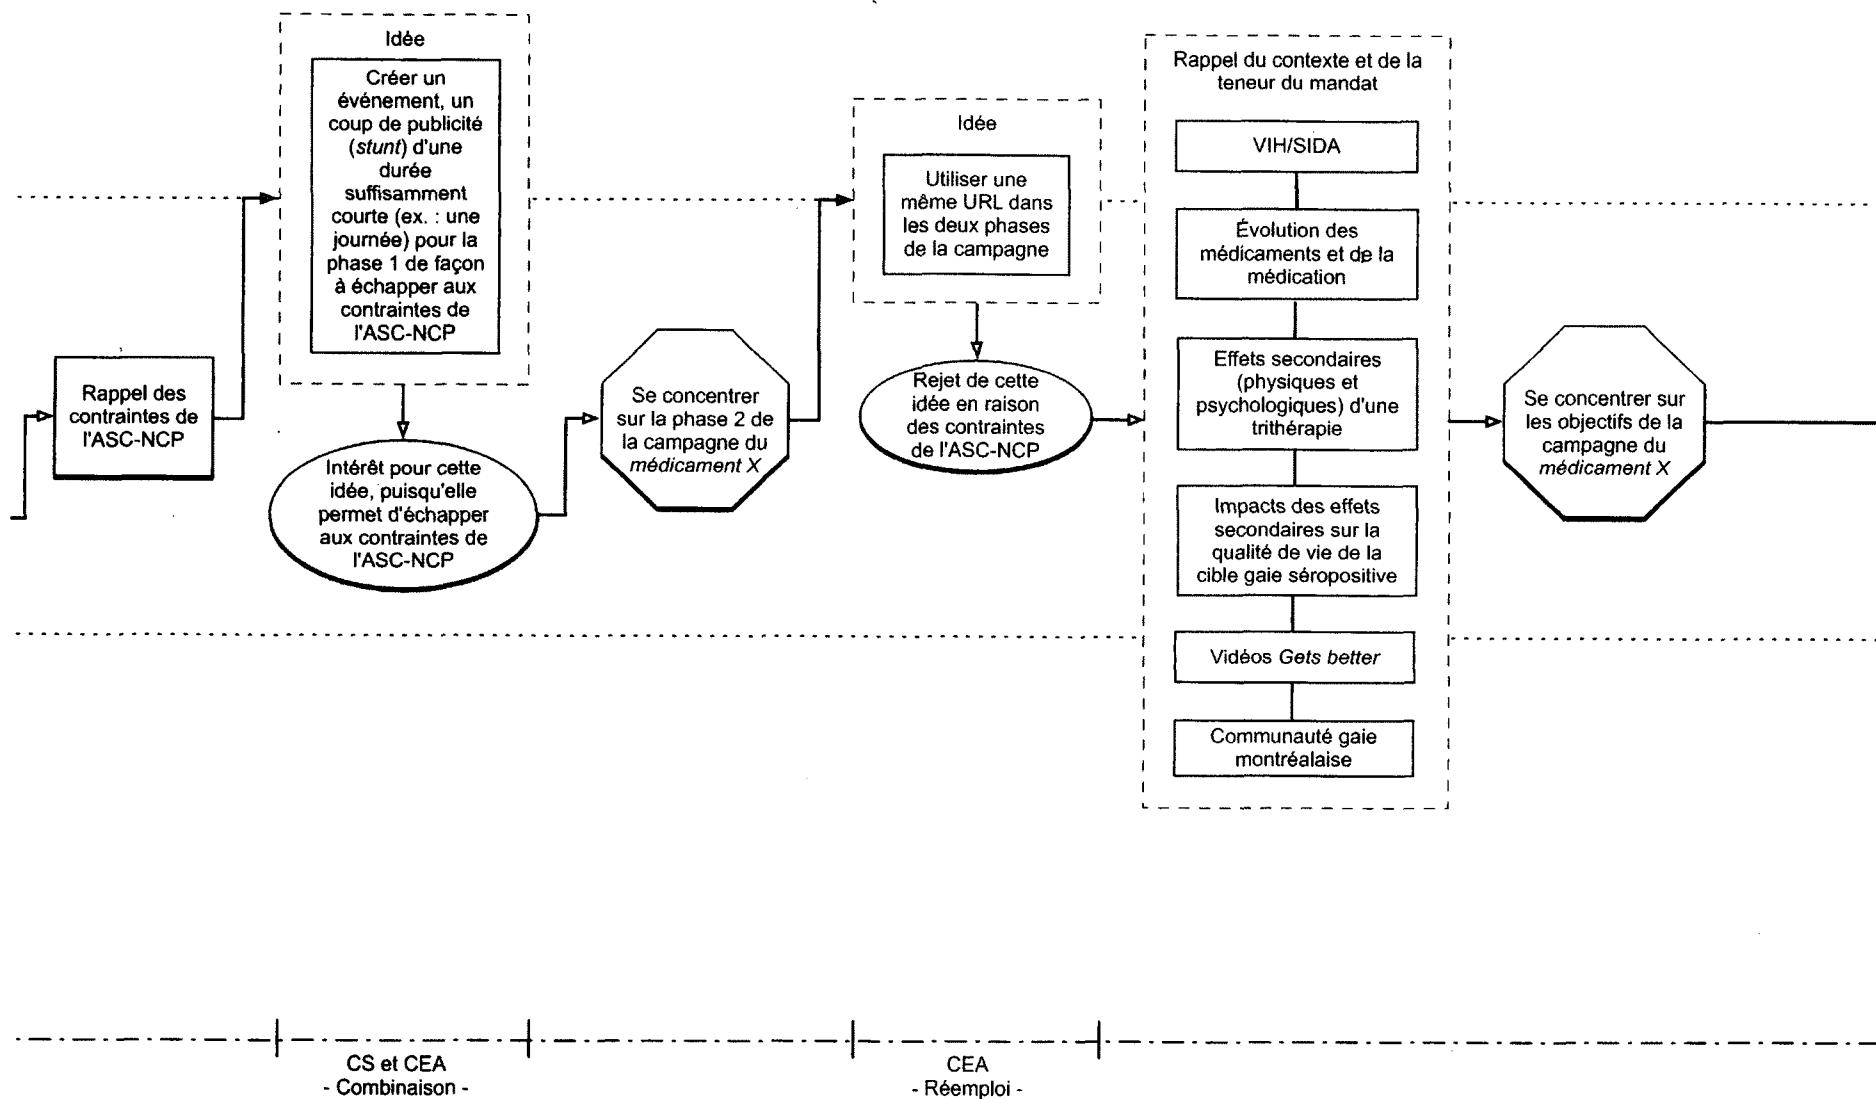 Rappel des
contraintes de
l'ASC-NCP
Idée
Créer un
événement, un
coup de publicité
(stunt) d'une
durée
suffisamment
courte (ex. : une
journée) pour la
phase 1 de façon
à échapper aux
contraintes de
l'ASC-NCP
Intérêt pour cette
idée, puisqu'elle
permet d'échapper
aux contraintes de
l'ASC-NCP
Se concentrer
sur la phase 2 de
la campagne du
médicament X
Idée
Utiliser une
même URL dans
les deux phases
de la campagne
Rejet de cette
idée en raison
des contraintes
de l'ASC-NCP
Rappel du contexte et de la
teneur du mandat
VIH/SIDA
Évolution des
médicaments et de la
médication
Effets secondaires
(physiques et
psychologiques) d'une
trithérapie
Impacts des effets
secondaires sur la
qualité de vie de la
cible gaie séropositive
Vidéos Gets better
Communauté gaie
montréalaise
Se concentrer sur
les objectifs de la
campagne du
médicament X
CS et CEA
- Combinaison -
CEA
- Réemploi -